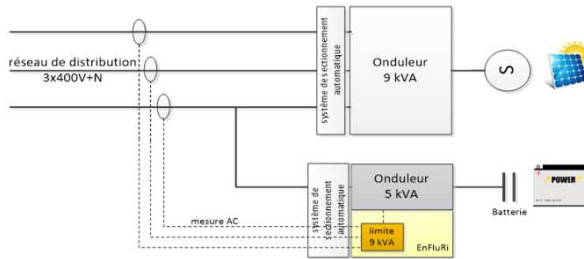 réseau de distribution
3x400V+N
système de sectionnement
automatique
Onduleur
9 kVA
S
mesure AC
système de
sectionnement
automatique
Onduleur
5 kVA
limite
9 kVA
EnFluRi
Batterie
POWER